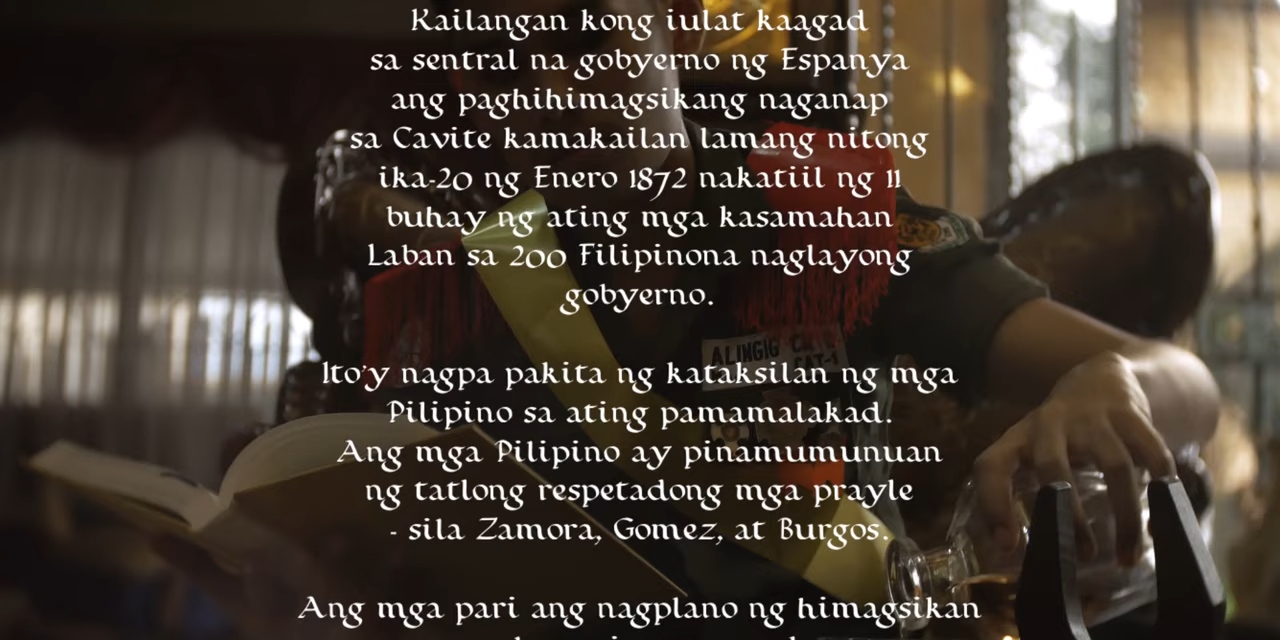 Kailangan kong iulat kaagad
sa sentral na gobyerno ng Espanya
ang paghihimagsikang naganap
sa Cavite kamakailan lamang nitong
ika-20 ng Enero 1872 nakatiil ng 11
buhay ng ating mga kasamahan
Laban sa 200 Filipinona naglayong
gobyerno.
Ito'y nagpa pakita ng kataksilan ng mga
Pilipino sa ating pamamalakad.
Ang mga Pilipino ay pinamumunuan
ng tatlong respetadong mga prayle
- sila Zamora, Gomez, at Burgos.
Ang mga pari ang nagplano ng himagsikan
ALINGIG
CAT-1